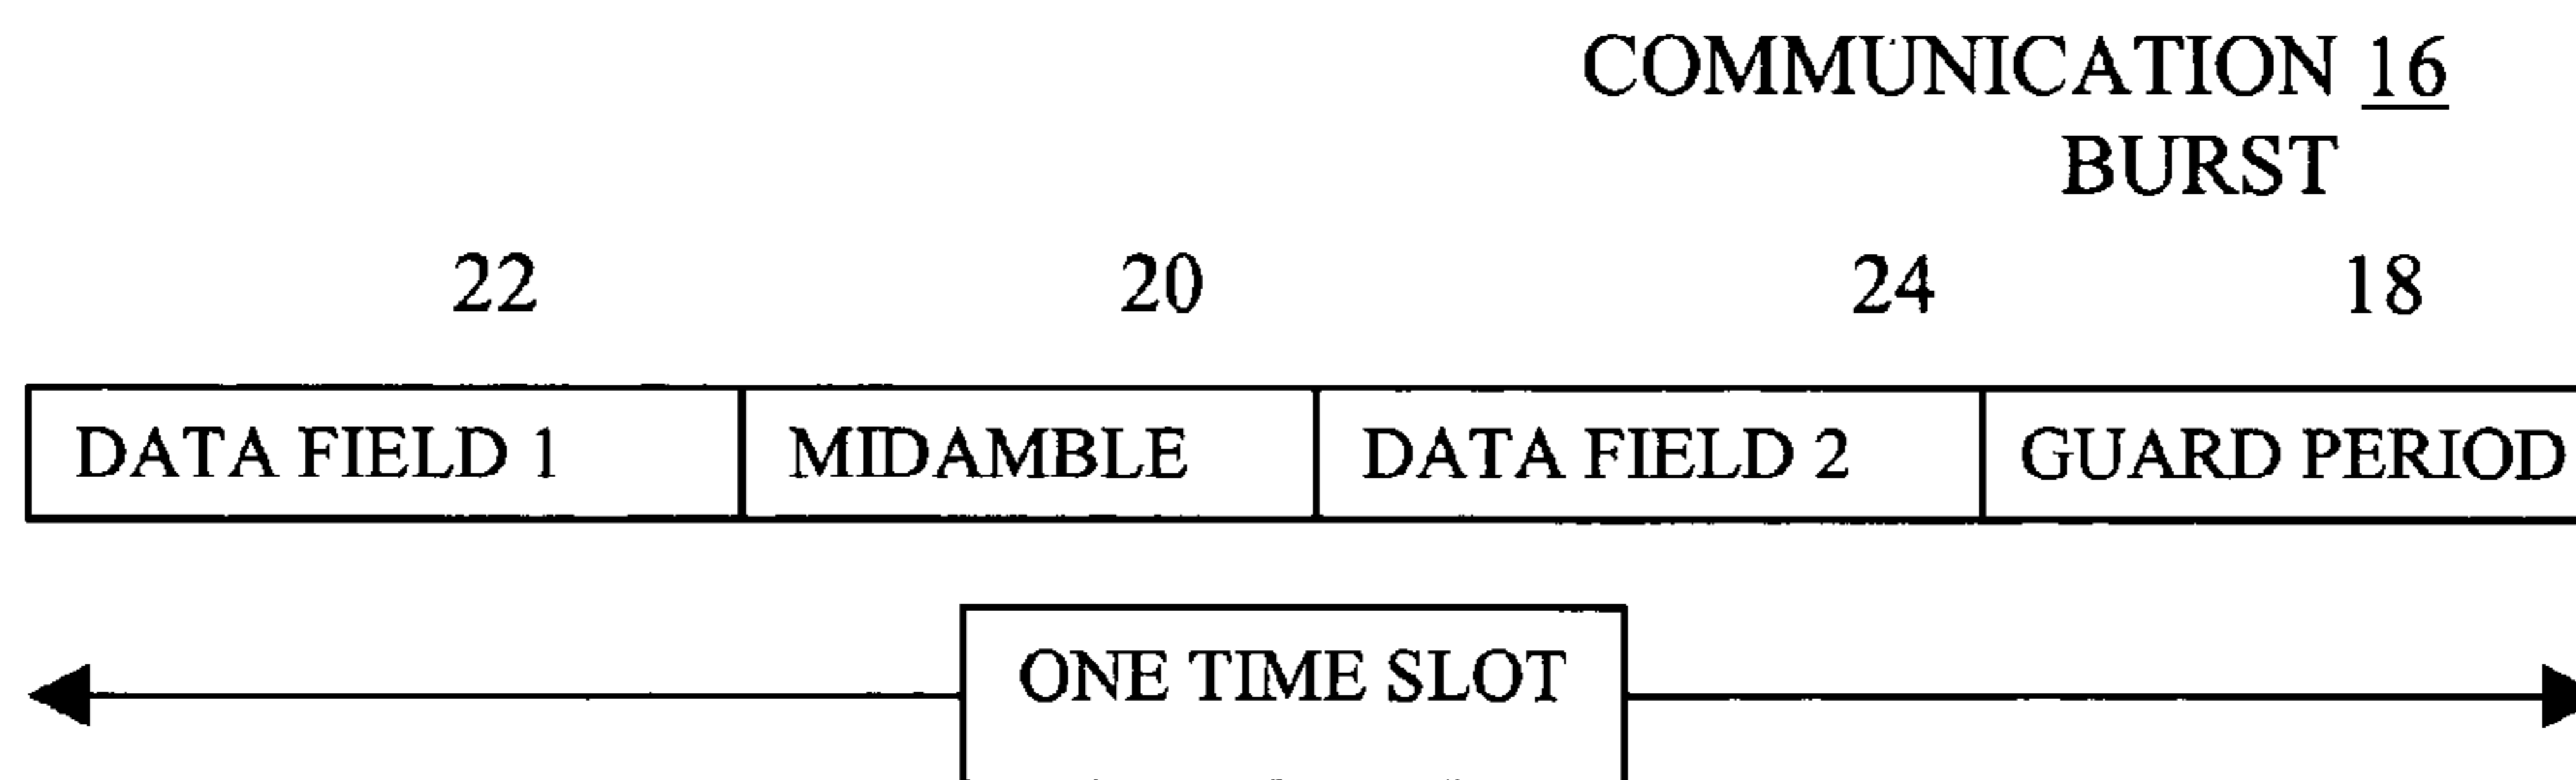 COMMUNICATION 16
BURST
22 20 24 18
DATA FIELD 1 MIDAMBLE DATA FIELD 2 GUARD PERIOD
ONE TIME SLOT